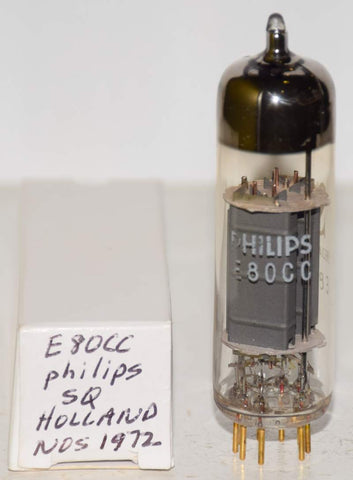 E80CC
philips
SQ
HOLLAND
NOS 1972
PHILIPS
E80CC